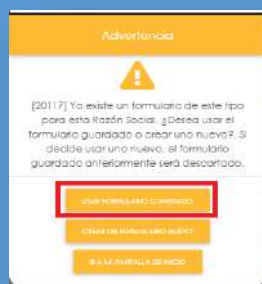 Advertencia
[20117] Ya existe un formulario de este tipo
para esta Razón Social. ¿Desea usar el
formulario guardado o crear uno nuevo?. Si
decide usar uno nuevo, el formulario
guardado anteriormente será descartado.
USAR FORMULARIO GUARDADO
CREAR UN FORMULARIO NUEVO
IR A LA PANTALLA DE INICIO